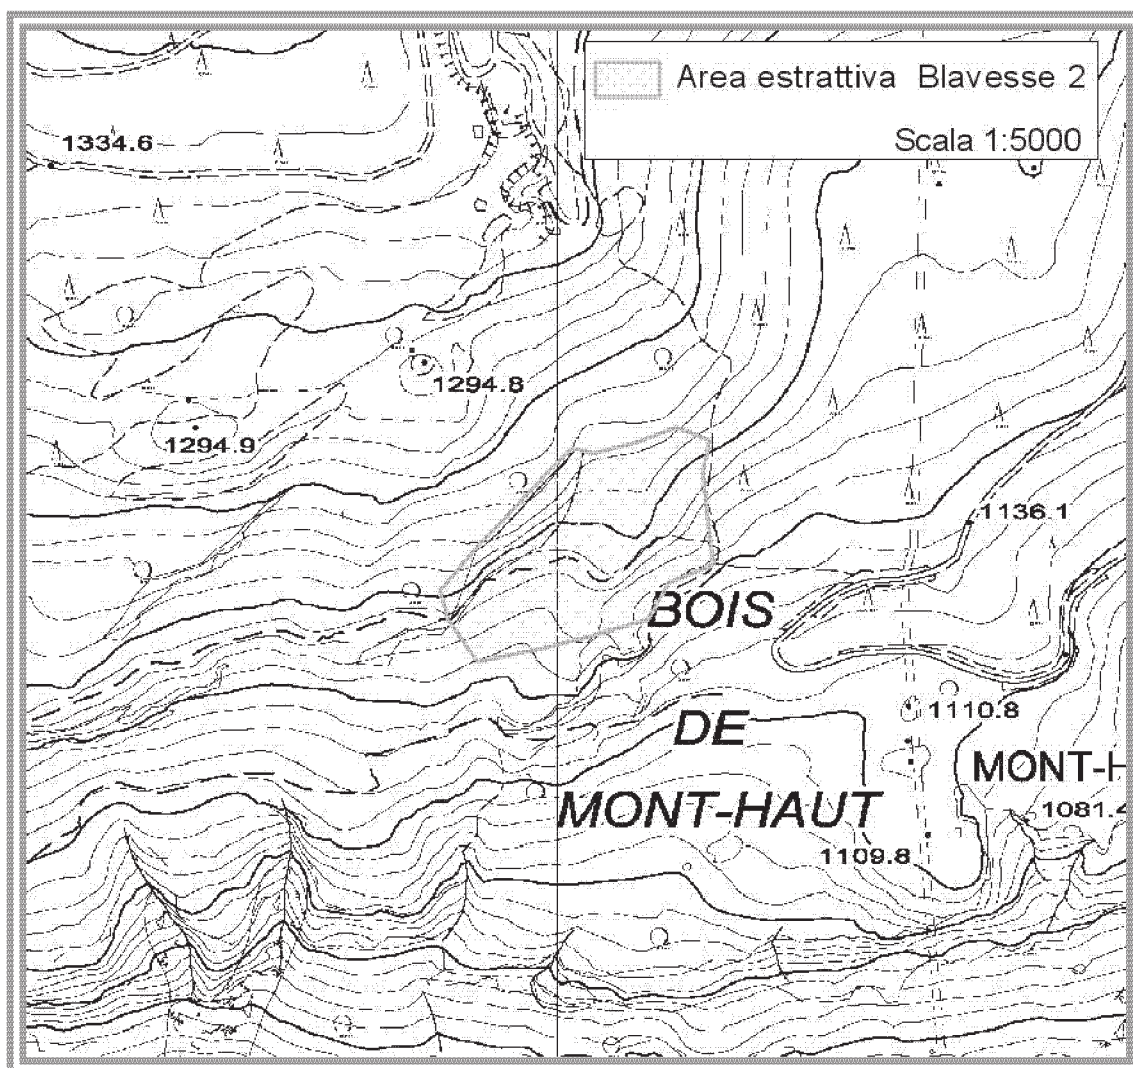 Area estrattiva Blavesse 2
Scala 1:5000
1334.6
1294.8
1294.9
1136.1
BOIS
1110.8
DE
MONT-H
MONT-HAUT
1081.4
1109.8